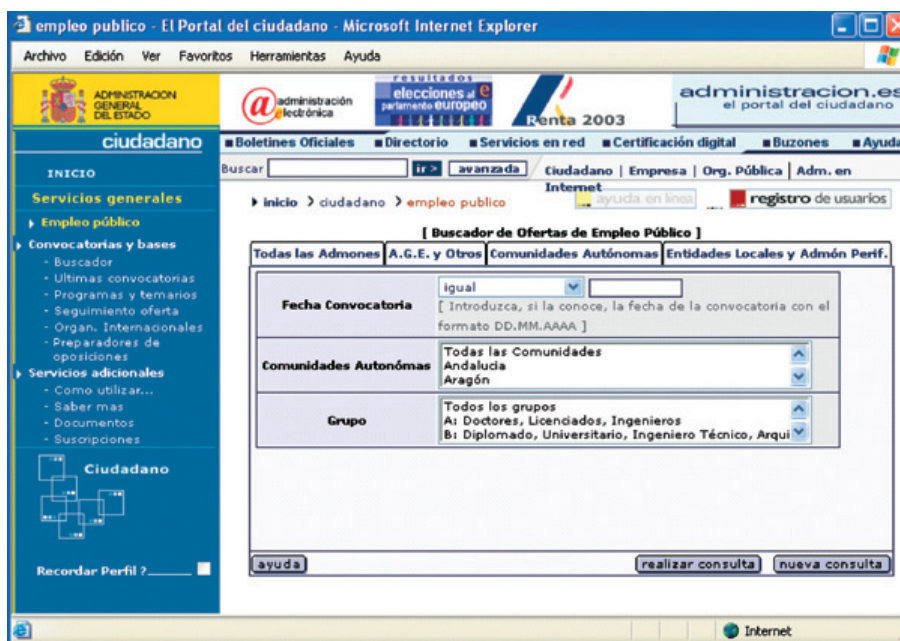 empleo publico - El Portal del ciudadano - Microsoft Internet Explorer
Archivo Edición Ver Favoritos Herramientas Ayuda
ADMINISTRACION
GENERAL
DEL ESTADO
@ administración
electrónica
resultados
elecciones al e
parlamento europeo
Renta 2003
administracion.es
el portal del ciudadano
ciudadano
Boletines Oficiales Directorio Servicios en red Certificación digital Buzones Ayuda
Buscar ir > avanzada Ciudadano | Empresa | Org. Pública | Adm. en
Internet
INICIO
Servicios generales
Empleo público
Convocatorias y bases
- Buscador
- Ultimas convocatorias
- Programas y temarios
- Seguimiento oferta
- Organ. Internacionales
- Preparadores de
oposiciones
Servicios adicionales
- Como utilizar...
- Saber mas
- Documentos
- Suscripciones
Ciudadano
Recordar Perfil ?
inicio > ciudadano > empleo publico
ayuda en linea ... registro de usuarios
[ Buscador de Ofertas de Empleo Público ]
Todas las Admones A.G.E. y Otros Comunidades Autónomas Entidades Locales y Admón Perif.
Fecha Convocatoria
igual
[ Introduzca, si la conoce, la fecha de la convocatoria con el
formato DD.MM.AAAA ]
Comunidades Autonómas
Todas las Comunidades
Andalucia
Aragón
Grupo
Todos los grupos
A: Doctores, Licenciados, Ingenieros
B: Diplomado, Universitario, Ingeniero Técnico, Arqui
ayuda realizar consulta nueva consulta
Internet